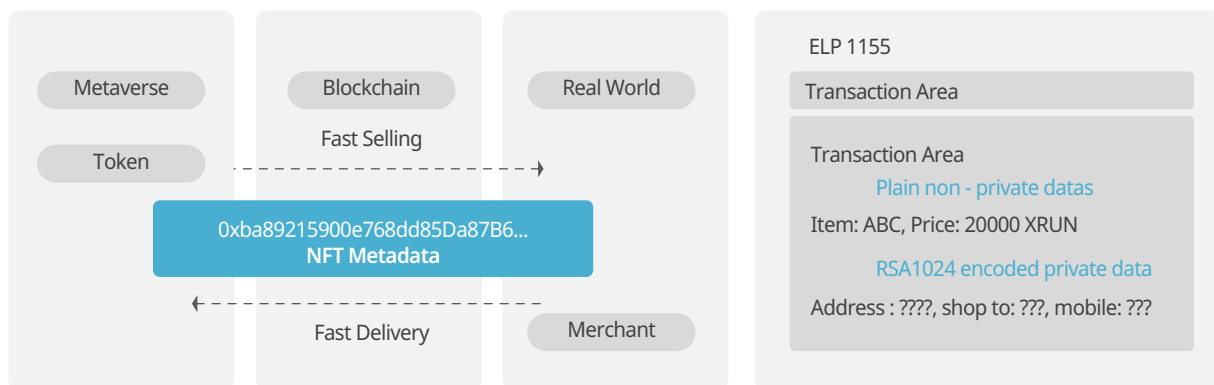 Metaverse
Blockchain
Real World
Token
Fast Selling
0xba89215900e768dd85Da87B6...
NFT Metadata
Fast Delivery
Merchant
ELP 1155
Transaction Area
Transaction Area
Plain non - private datas
Item: ABC, Price: 20000 XRUN
RSA1024 encoded private data
Address : ????, shop to: ???, mobile: ???